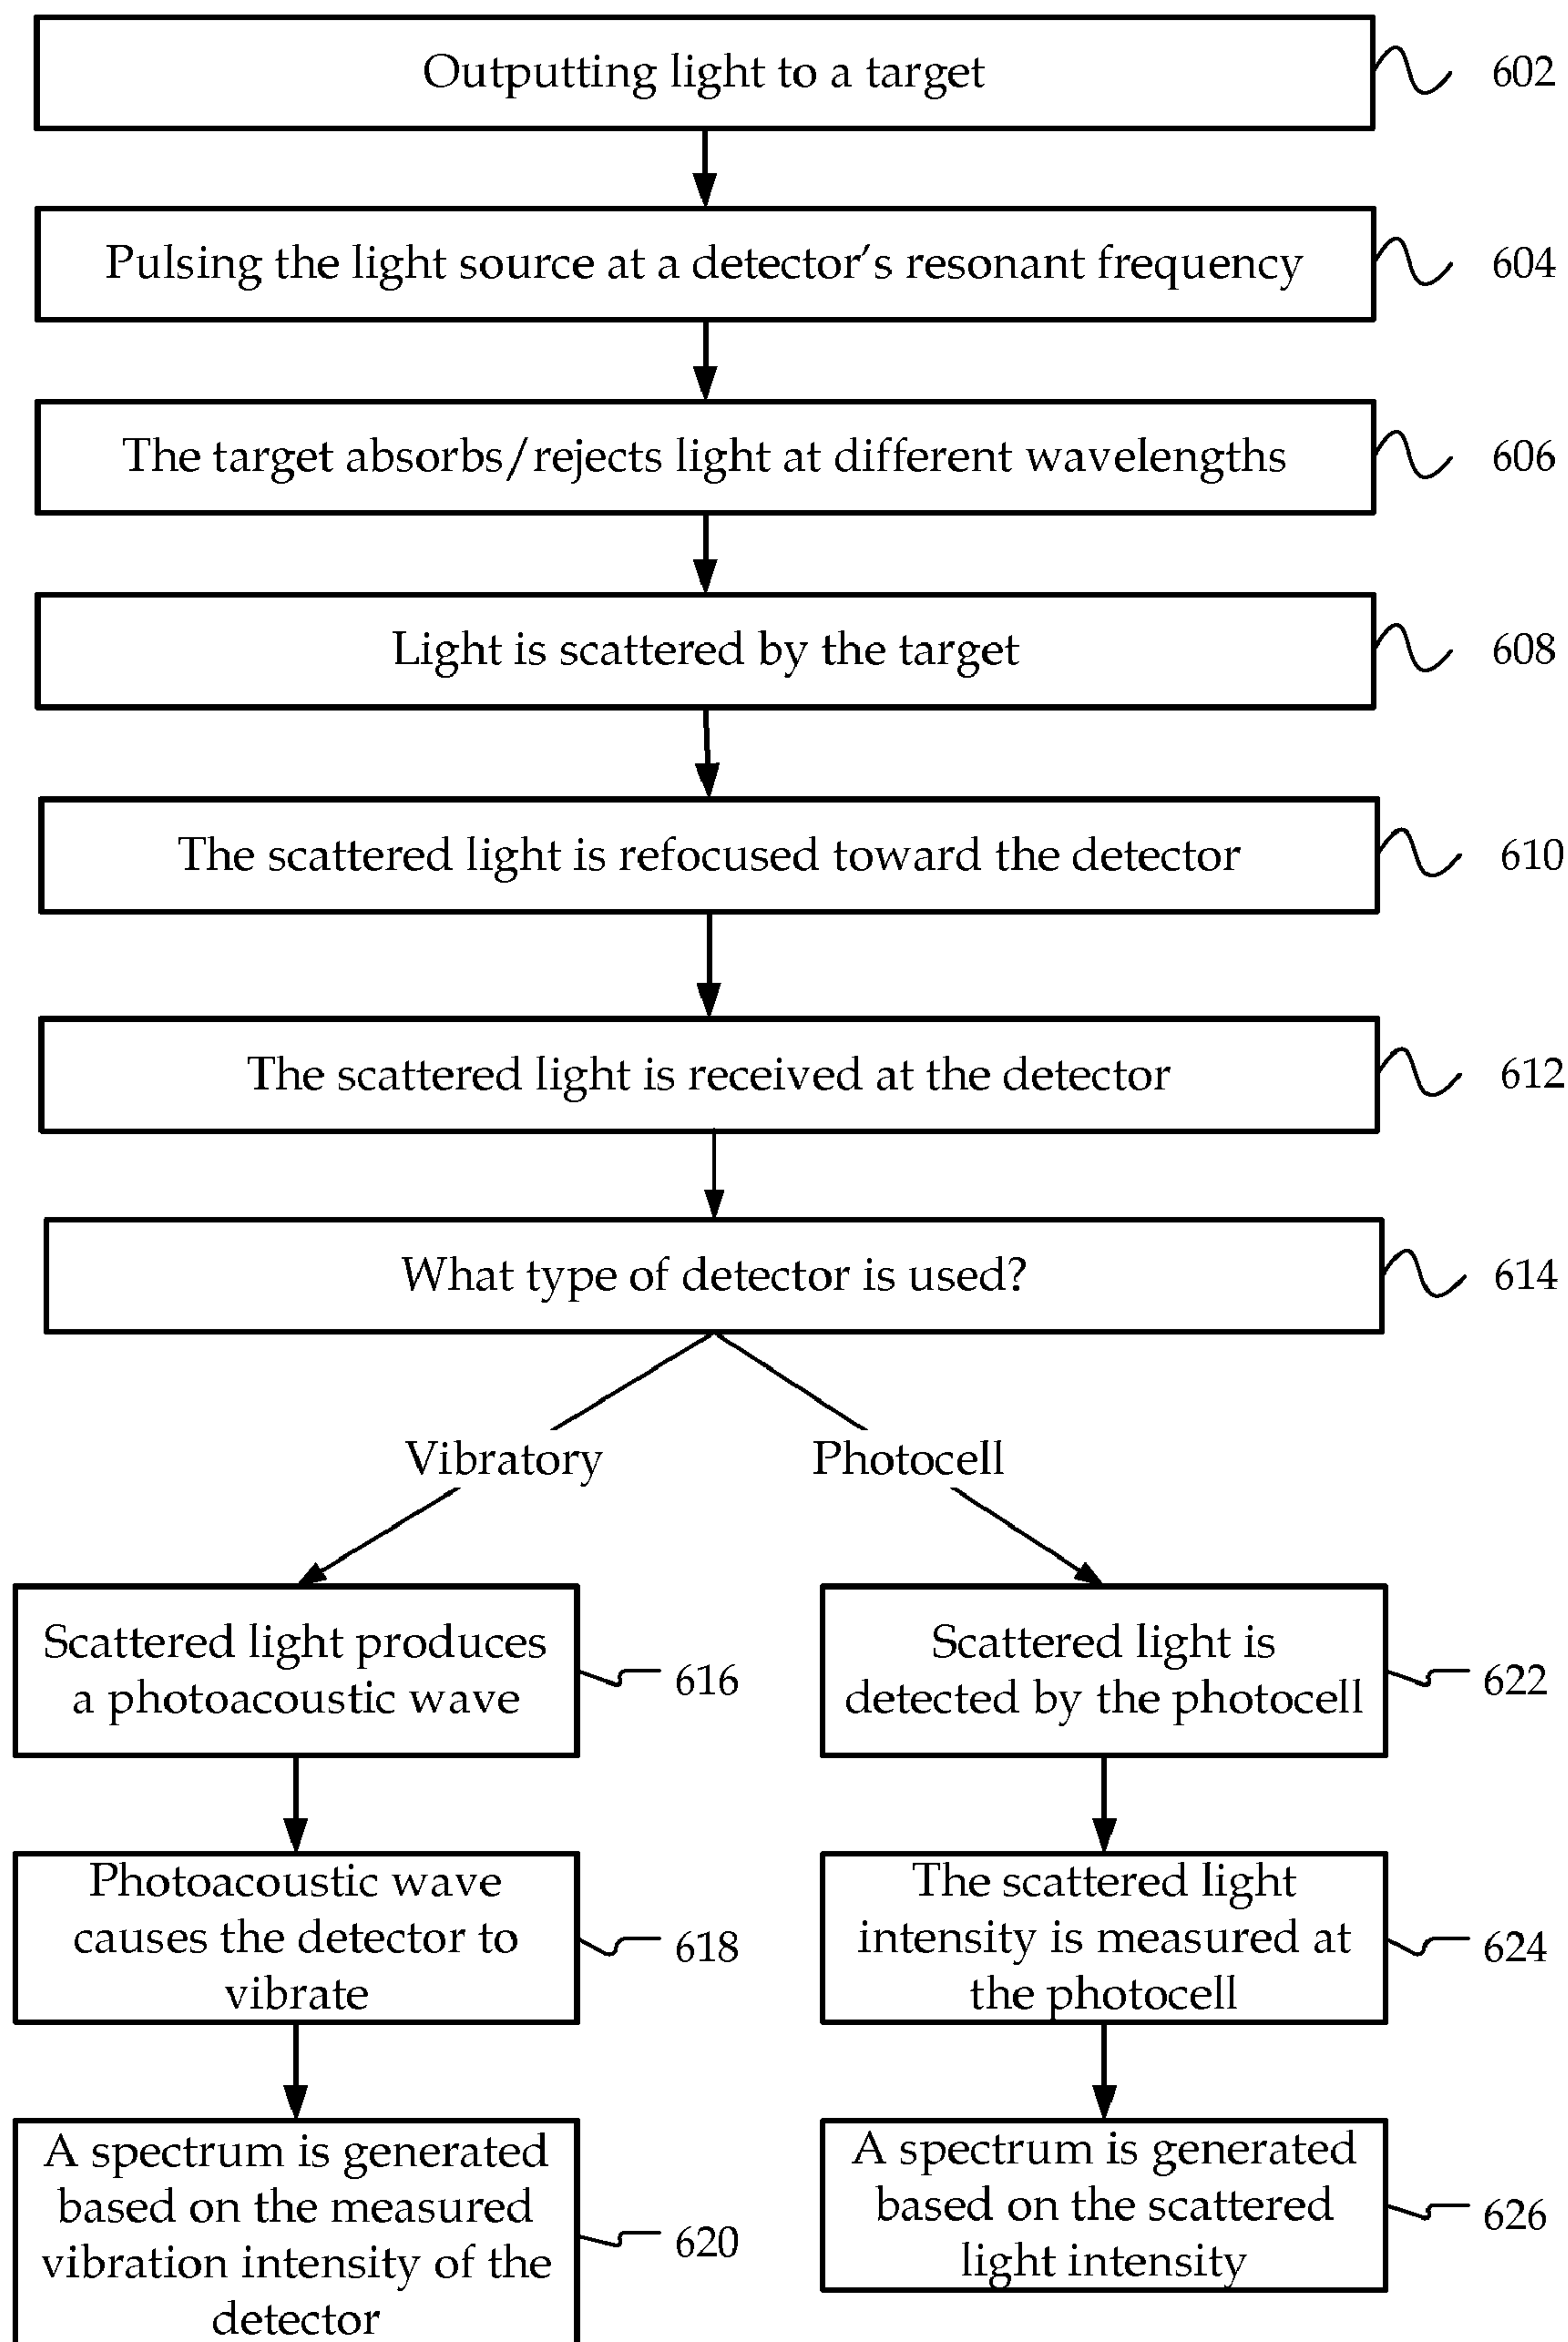 Outputting light to a target
602
Pulsing the light source at a detector's resonant frequency
604
The target absorbs/rejects light at different wavelengths
606
Light is scattered by the target
608
The scattered light is refocused toward the detector
610
The scattered light is received at the detector
612
What type of detector is used?
614
Vibratory
Photocell
Scattered light produces
a photoacoustic wave
616
Photoacoustic wave
causes the detector to
vibrate
618
A spectrum is generated
based on the measured
vibration intensity of the
detector
620
Scattered light is
detected by the photocell
622
The scattered light
intensity is measured at
the photocell
624
A spectrum is generated
based on the scattered
light intensity
626